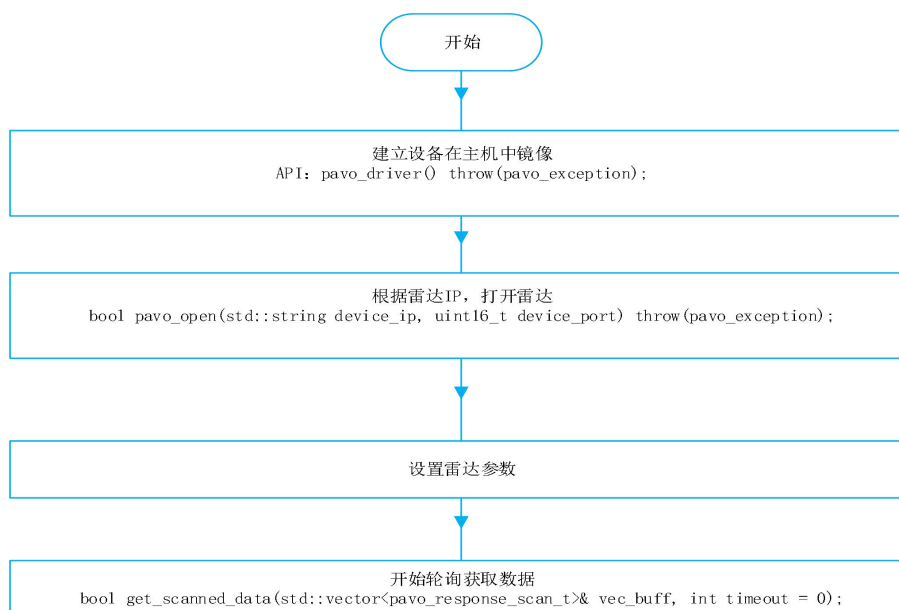 开始
建立设备在主机中镜像
API: pavo_driver() throw(pavo_exception);
根据雷达IP，打开雷达
bool pavo_open(std::string device_ip, uint16_t device_port) throw(pavo_exception);
设置雷达参数
开始轮询获取数据
bool get_scanned_data(std::vector<pavo_response_scan_t>& vec_buff, int timeout = 0);